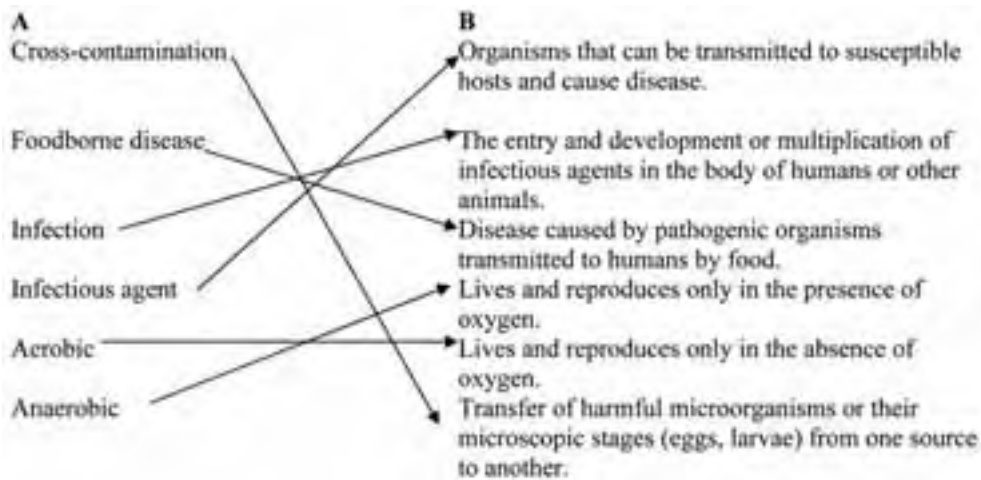 A
Cross-contamination
Foodborne disease
Infection
Infectious agent
Aerobic
Anaerobic
B
Organisms that can be transmitted to susceptible
hosts and cause disease.
The entry and development or multiplication of
infectious agents in the body of humans or other
animals.
Disease caused by pathogenic organisms
transmitted to humans by food.
Lives and reproduces only in the presence of
oxygen.
Lives and reproduces only in the absence of
oxygen.
Transfer of harmful microorganisms or their
microscopic stages (eggs, larvae) from one source
to another.